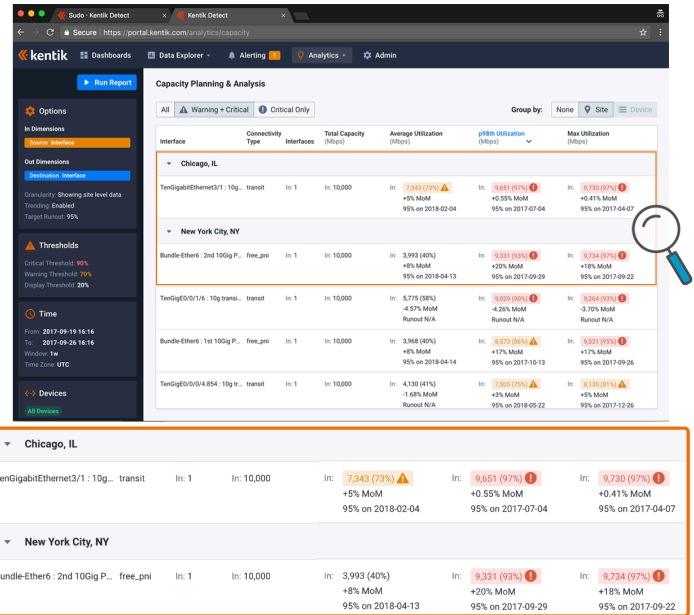 Sudo · Kentik Detect
Kentik Detect
Secure https://portal.kentik.com/analytics/capacity
kentik Dashboards Data Explorer Alerting Analytics Admin
Run Report
Options
In Dimensions
Source Interface
Out Dimensions
Destination Interface
Granularity: Showing site level data
Trending: Enabled
Target Runout: 95%
Thresholds
Critical Threshold: 90%
Warning Threshold: 70%
Display Threshold: 20%
Time
From: 2017-09-19 16:16
To: 2017-09-26 16:16
Window: 1w
Time Zone: UTC
Devices
All Devices
Capacity Planning & Analysis
All Warning + Critical Critical Only Group by: None Site Device
Interface Connectivity Type Interfaces Total Capacity (Mbps) Average Utilization (Mbps) p98th Utilization (Mbps) Max Utilization (Mbps)
Chicago, IL
TenGigabitEthernet3/1 : 10g... transit In: 1 In: 10,000 In: 7,343 (73%) In: 9,651 (97%) In: 9,730 (97%)
+5% MoM +0.55% MoM +0.41% MoM
95% on 2018-02-04 95% on 2017-07-04 95% on 2017-04-07
New York City, NY
Bundle-Ether6 : 2nd 10Gig P... free_pni In: 1 In: 10,000 In: 3,993 (40%) In: 9,331 (93%) In: 9,734 (97%)
+8% MoM +20% MoM +18% MoM
95% on 2018-04-13 95% on 2017-09-29 95% on 2017-09-22
TenGigE0/0/1/6 : 10g transi... transit In: 1 In: 10,000 In: 5,775 (58%) In: 9,029 (90%) In: 9,264 (93%)
-4.57% MoM -4.26% MoM -3.70% MoM
Runout N/A Runout N/A Runout N/A
Bundle-Ether6 : 1st 10Gig P... free_pni In: 1 In: 10,000 In: 3,968 (40%) In: 8,573 (86%) In: 9,521 (95%)
+8% MoM +17% MoM +17% MoM
95% on 2018-04-14 95% on 2017-10-13 95% on 2017-09-26
TenGigE0/0/0/4.854 : 10g tr... transit In: 1 In: 10,000 In: 4,130 (41%) In: 7,505 (75%) In: 8,135 (81%)
-1.68% MoM +3% MoM +5% MoM
Runout N/A 95% on 2018-05-22 95% on 2017-12-26
Chicago, IL
enGigabitEthernet3/1 : 10g... transit In: 1 In: 10,000 In: 7,343 (73%) In: 9,651 (97%) In: 9,730 (97%)
+5% MoM +0.55% MoM +0.41% MoM
95% on 2018-02-04 95% on 2017-07-04 95% on 2017-04-07
New York City, NY
undle-Ether6 : 2nd 10Gig P... free_pni In: 1 In: 10,000 In: 3,993 (40%) In: 9,331 (93%) In: 9,734 (97%)
+8% MoM +20% MoM +18% MoM
95% on 2018-04-13 95% on 2017-09-29 95% on 2017-09-22